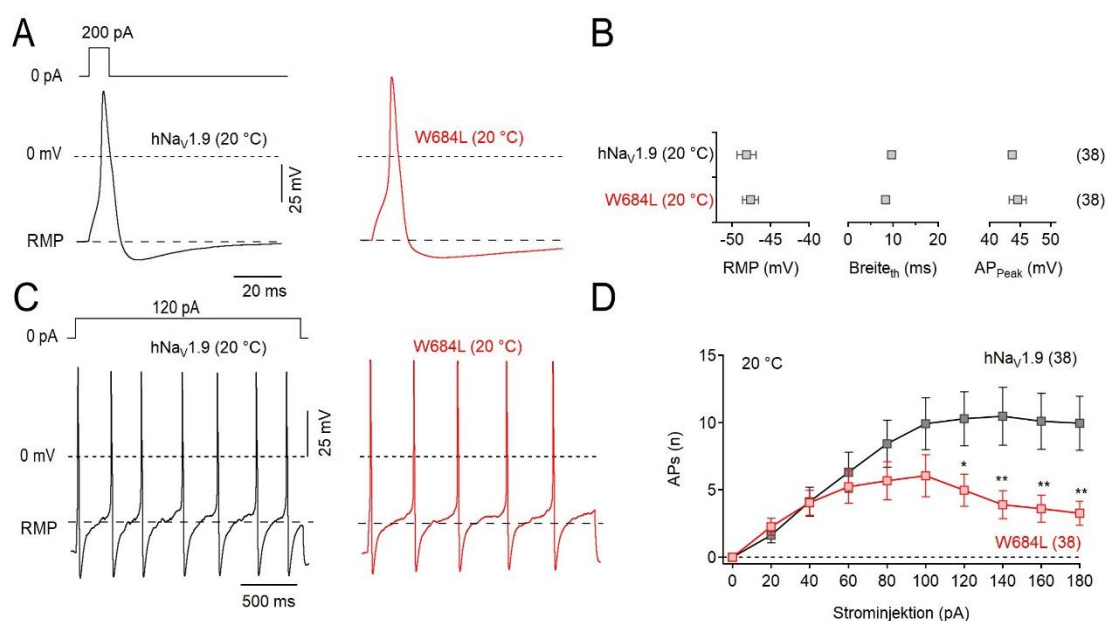 A
200 pA
0 pA
hNaV1.9 (20 °C)
W684L (20 °C)
0 mV
25 mV
RMP
20 ms
B
hNaV1.9 (20 °C)
(38)
W684L (20 °C)
(38)
-50 -45 -40
0 10 20
40 45 50
RMP (mV)
Breiteth (ms)
APPeak (mV)
C
120 pA
0 pA
hNaV1.9 (20 °C)
W684L (20 °C)
25 mV
0 mV
RMP
500 ms
D
15
20 °C
hNaV1.9 (38)
10
APs (n)
* ** ** **
5
W684L (38)
0
0 20 40 60 80 100 120 140 160 180
Strominjektion (pA)